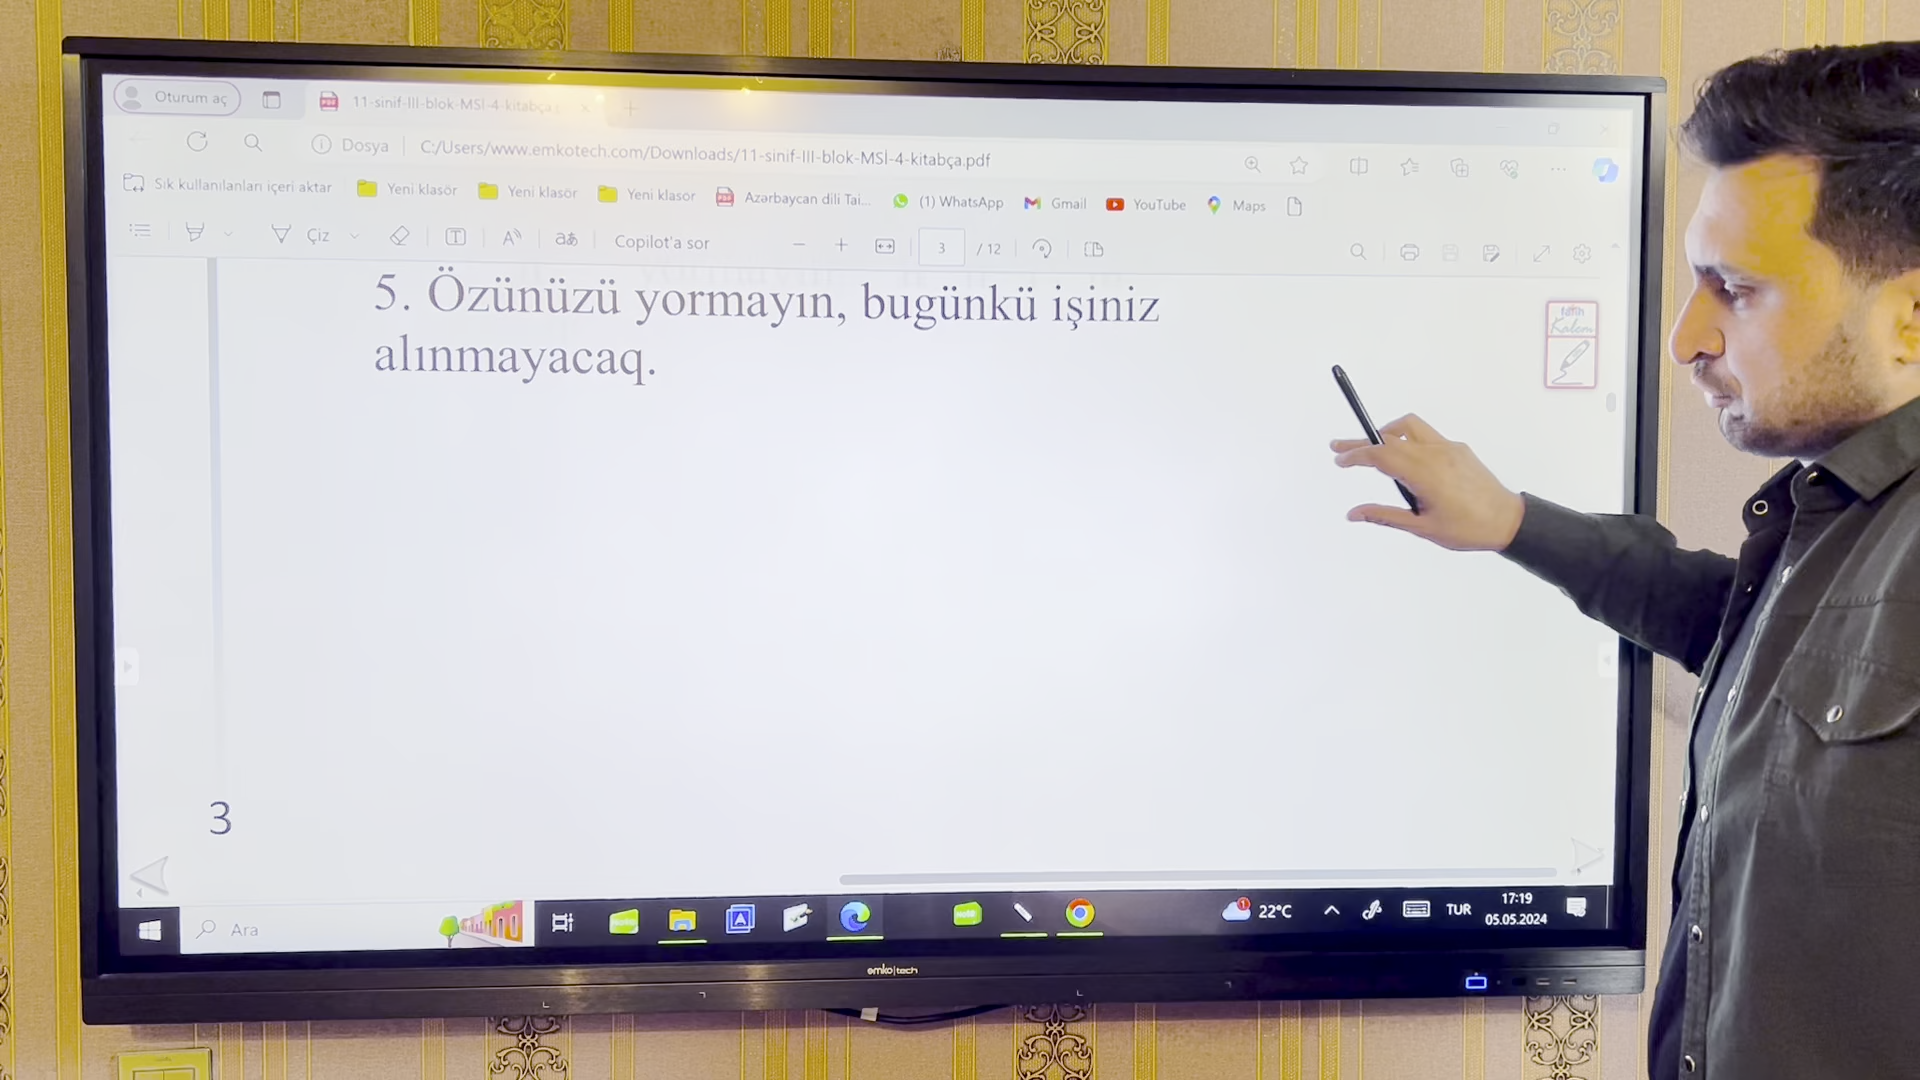 Oturum aç
11-sinif-III-blok-MSİ-4-kitabça
Dosya
C:/Users/www.emkotech.com/Downloads/11-sinif-III-blok-MSİ-4-kitabça.pdf
Sık kullanılanları içeri aktar
Yeni klasör
Yeni klasör
Yeni klasör
Azərbaycan dili Tai...
(1) WhatsApp
Gmail
YouTube
Maps
Çiz
Copilot'a sor
3 / 12
5. Özünüzü yormayın, bugünkü işiniz
alınmayacaq.
Kalem
3
Ara
22°C
TUR
17:19
05.05.2024
emko|tech